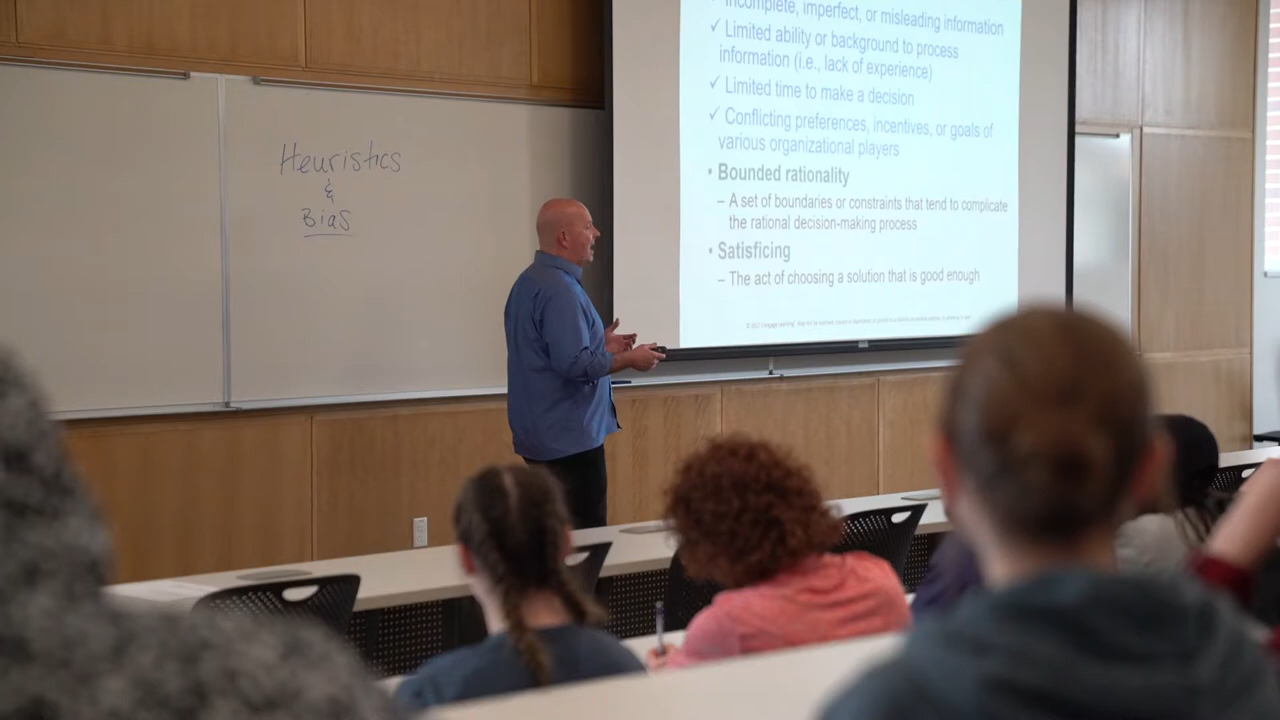 Heuristics
&
Bias
Incomplete, imperfect, or misleading information
✓ Limited ability or background to process
information (i.e., lack of experience)
✓ Limited time to make a decision
✓ Conflicting preferences, incentives, or goals of
various organizational players
• Bounded rationality
– A set of boundaries or constraints that tend to complicate
the rational decision-making process
• Satisficing
– The act of choosing a solution that is good enough